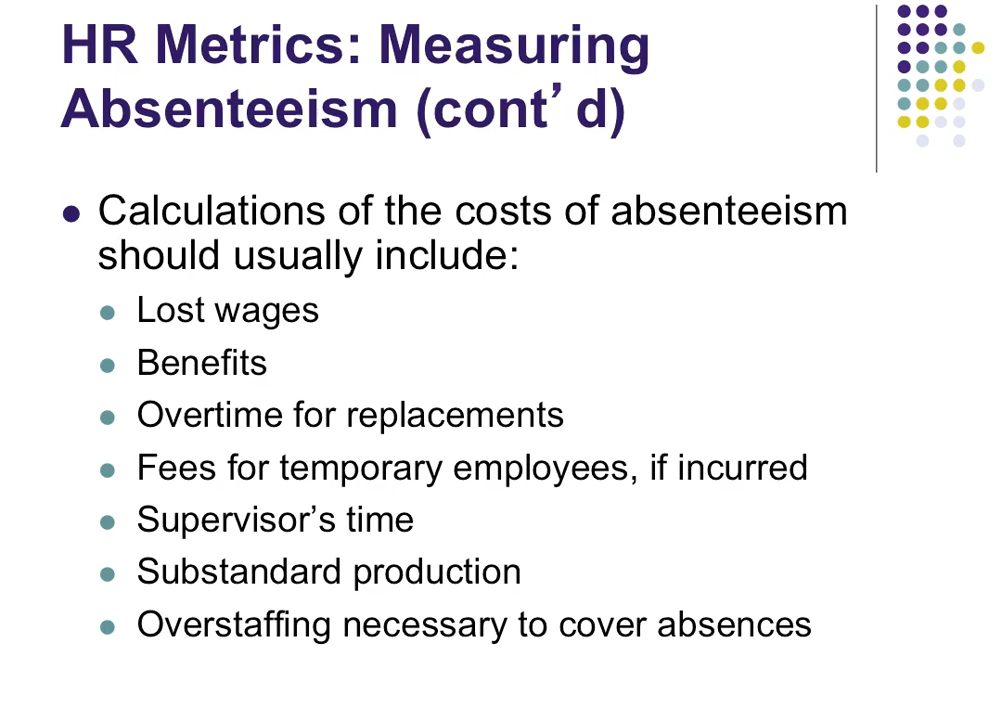 HR Metrics: Measuring
Absenteeism (cont’d)
Calculations of the costs of absenteeism
should usually include:
Lost wages
Benefits
Overtime for replacements
Fees for temporary employees, if incurred
Supervisor’s time
Substandard production
Overstaffing necessary to cover absences